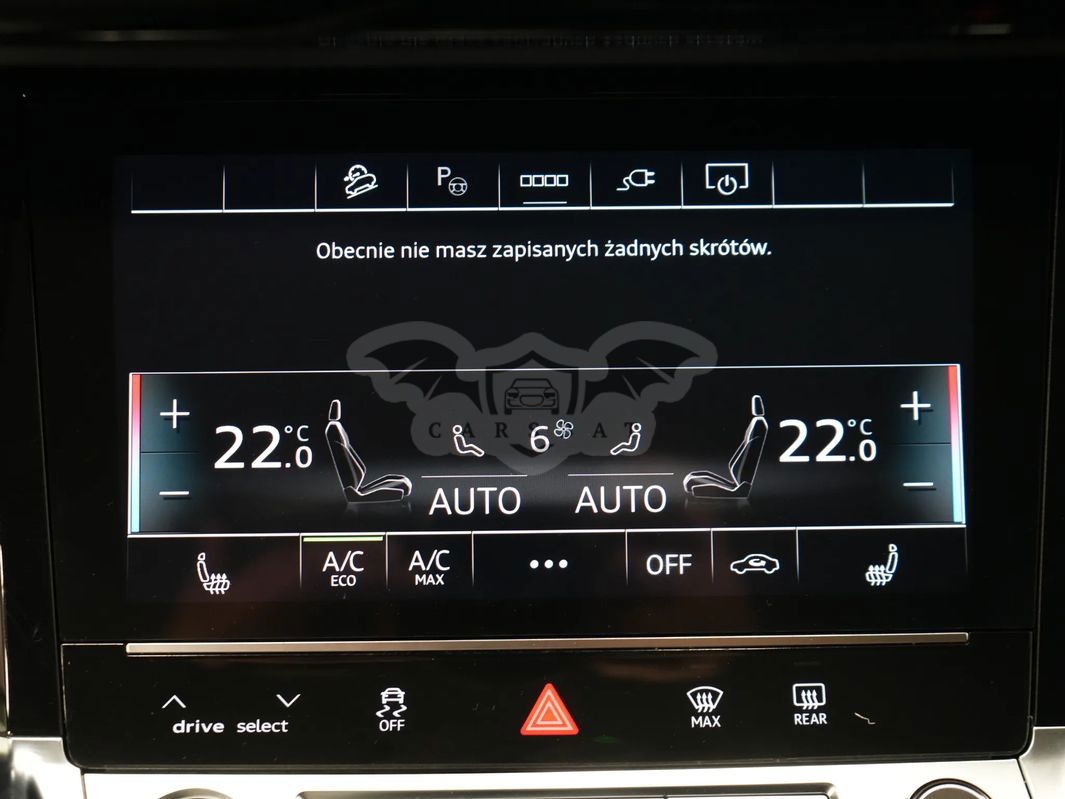 P
Obecnie nie masz zapisanych żadnych skrótów.
CARSEAT
22.0 °C 6 22.0 °C
AUTO AUTO
A/C ECO A/C MAX ••• OFF
drive select OFF MAX REAR